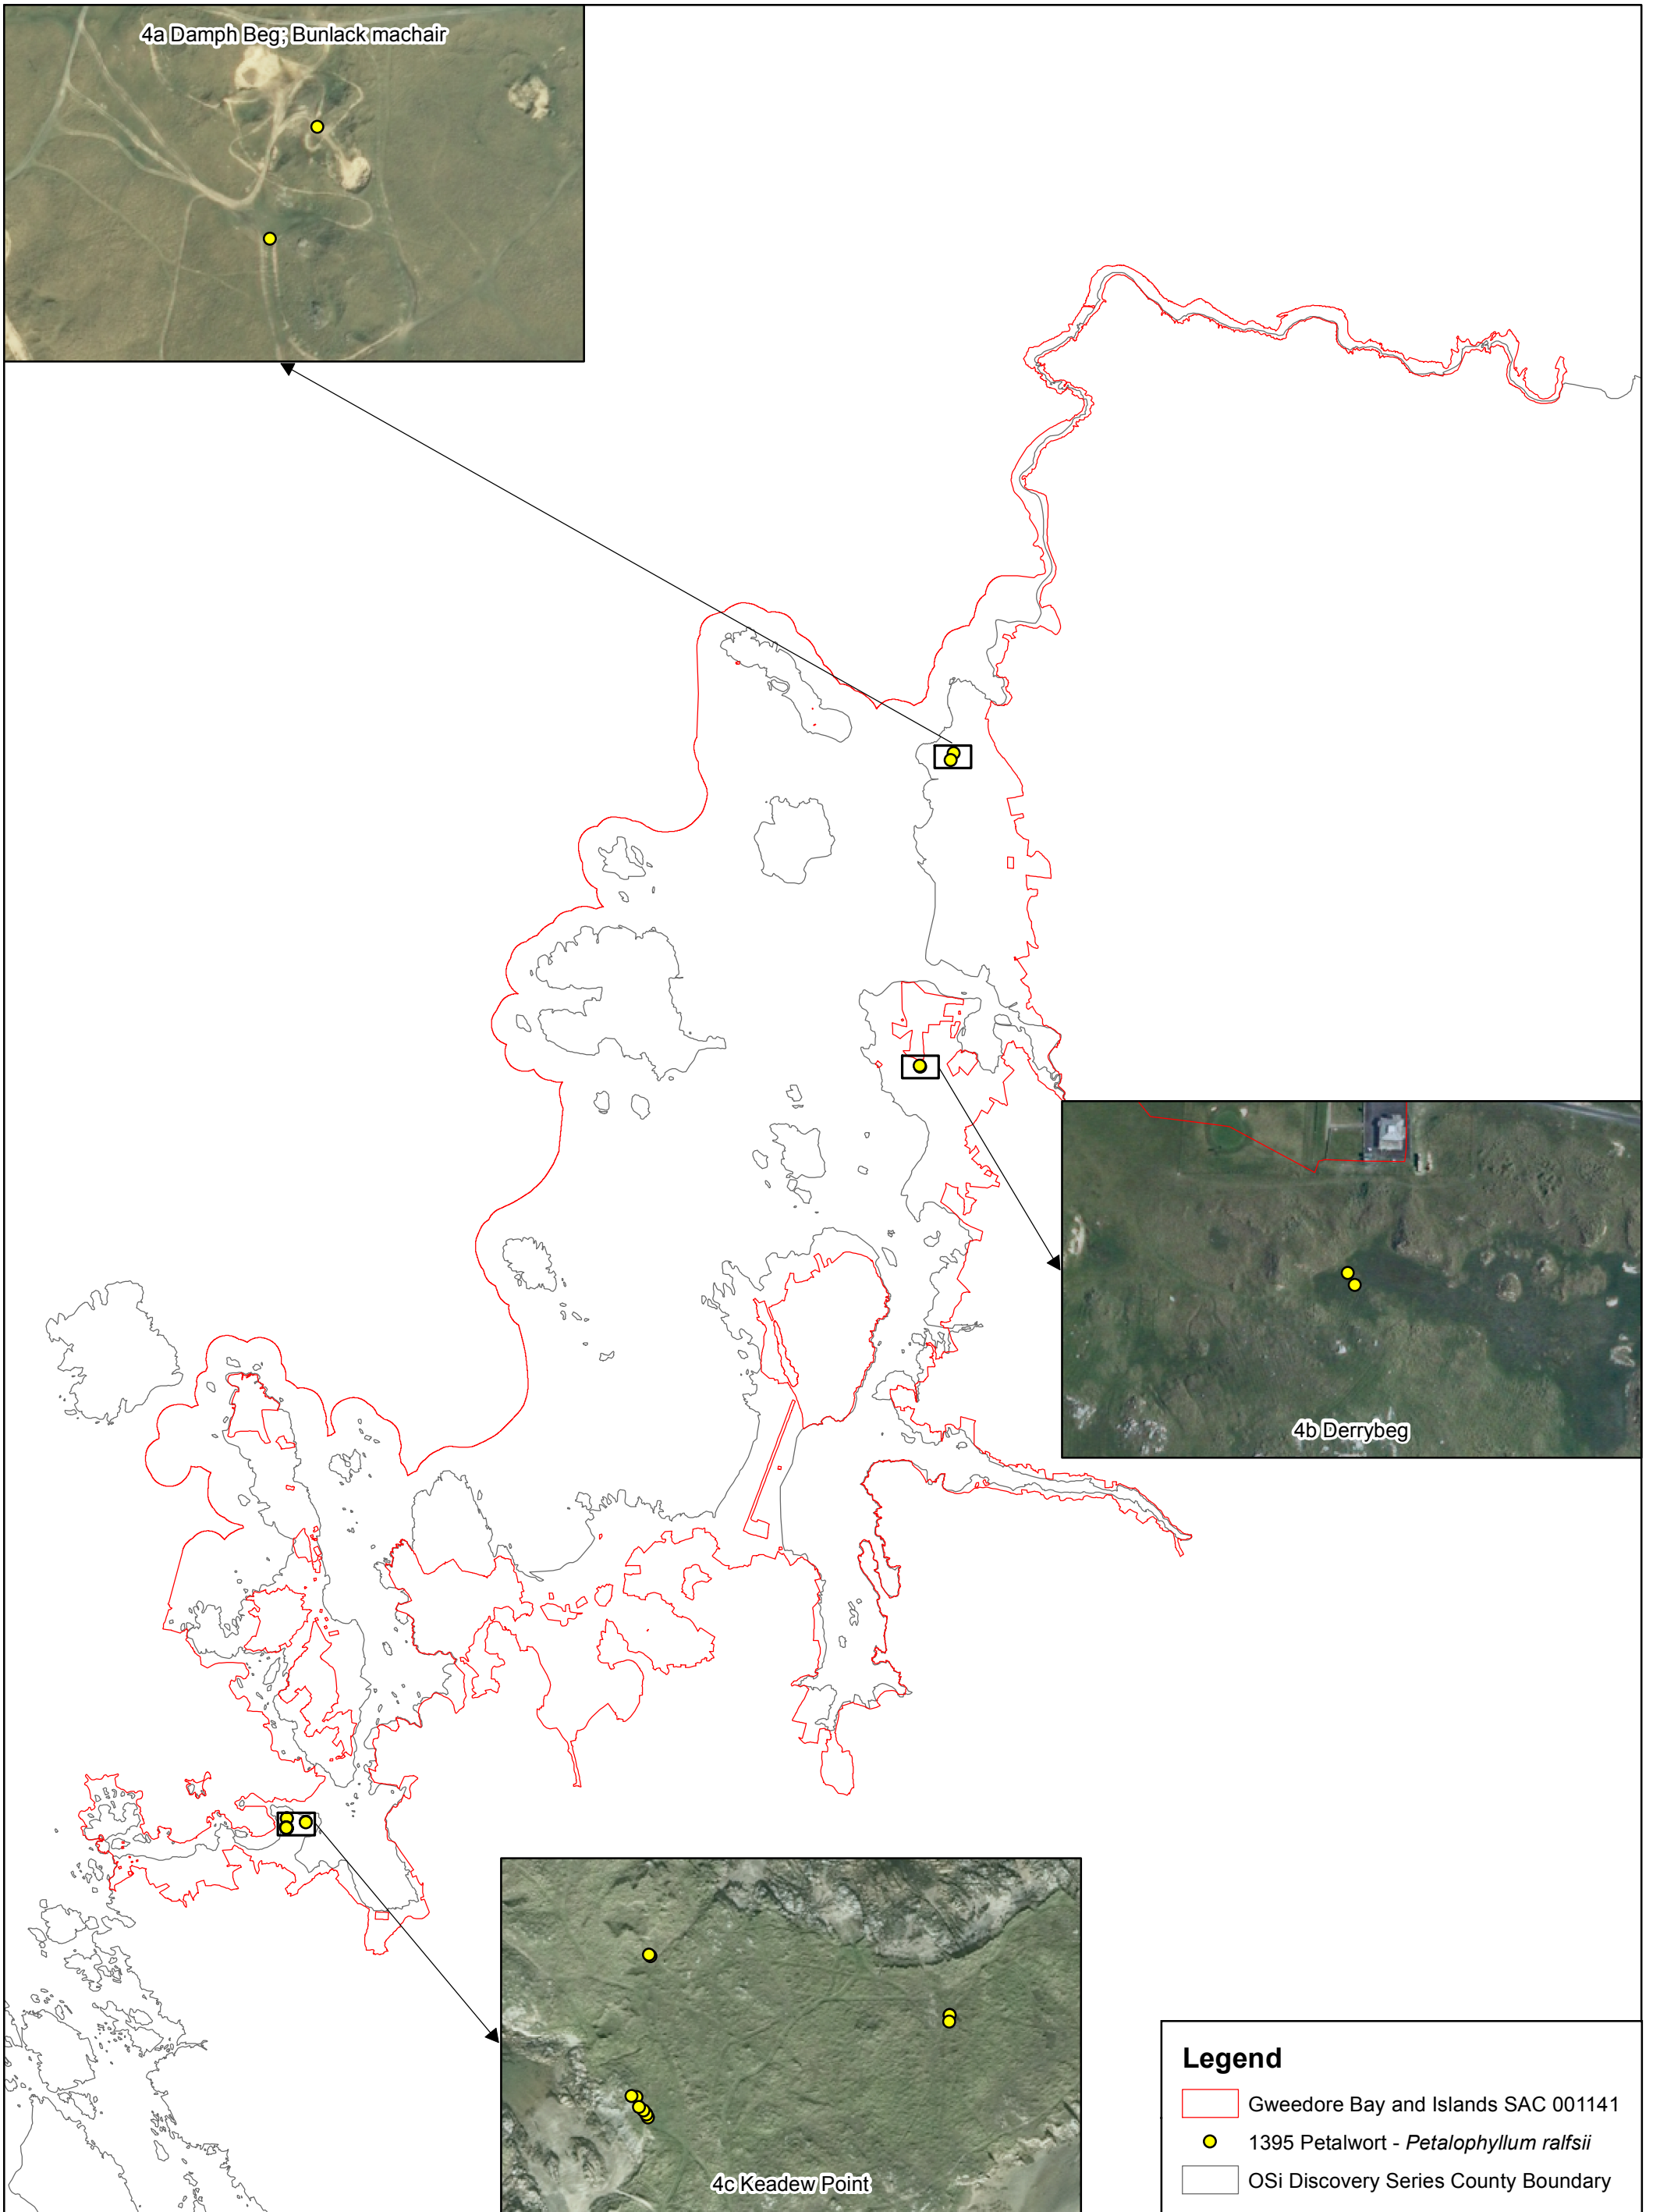 4a Damph Beg; Bunlack machair
4b Derrybeg
4c Keadew Point
Legend
Gweedore Bay and Islands SAC 001141
1395 Petalwort - Petalophyllum ralfsii
OSi Discovery Series County Boundary